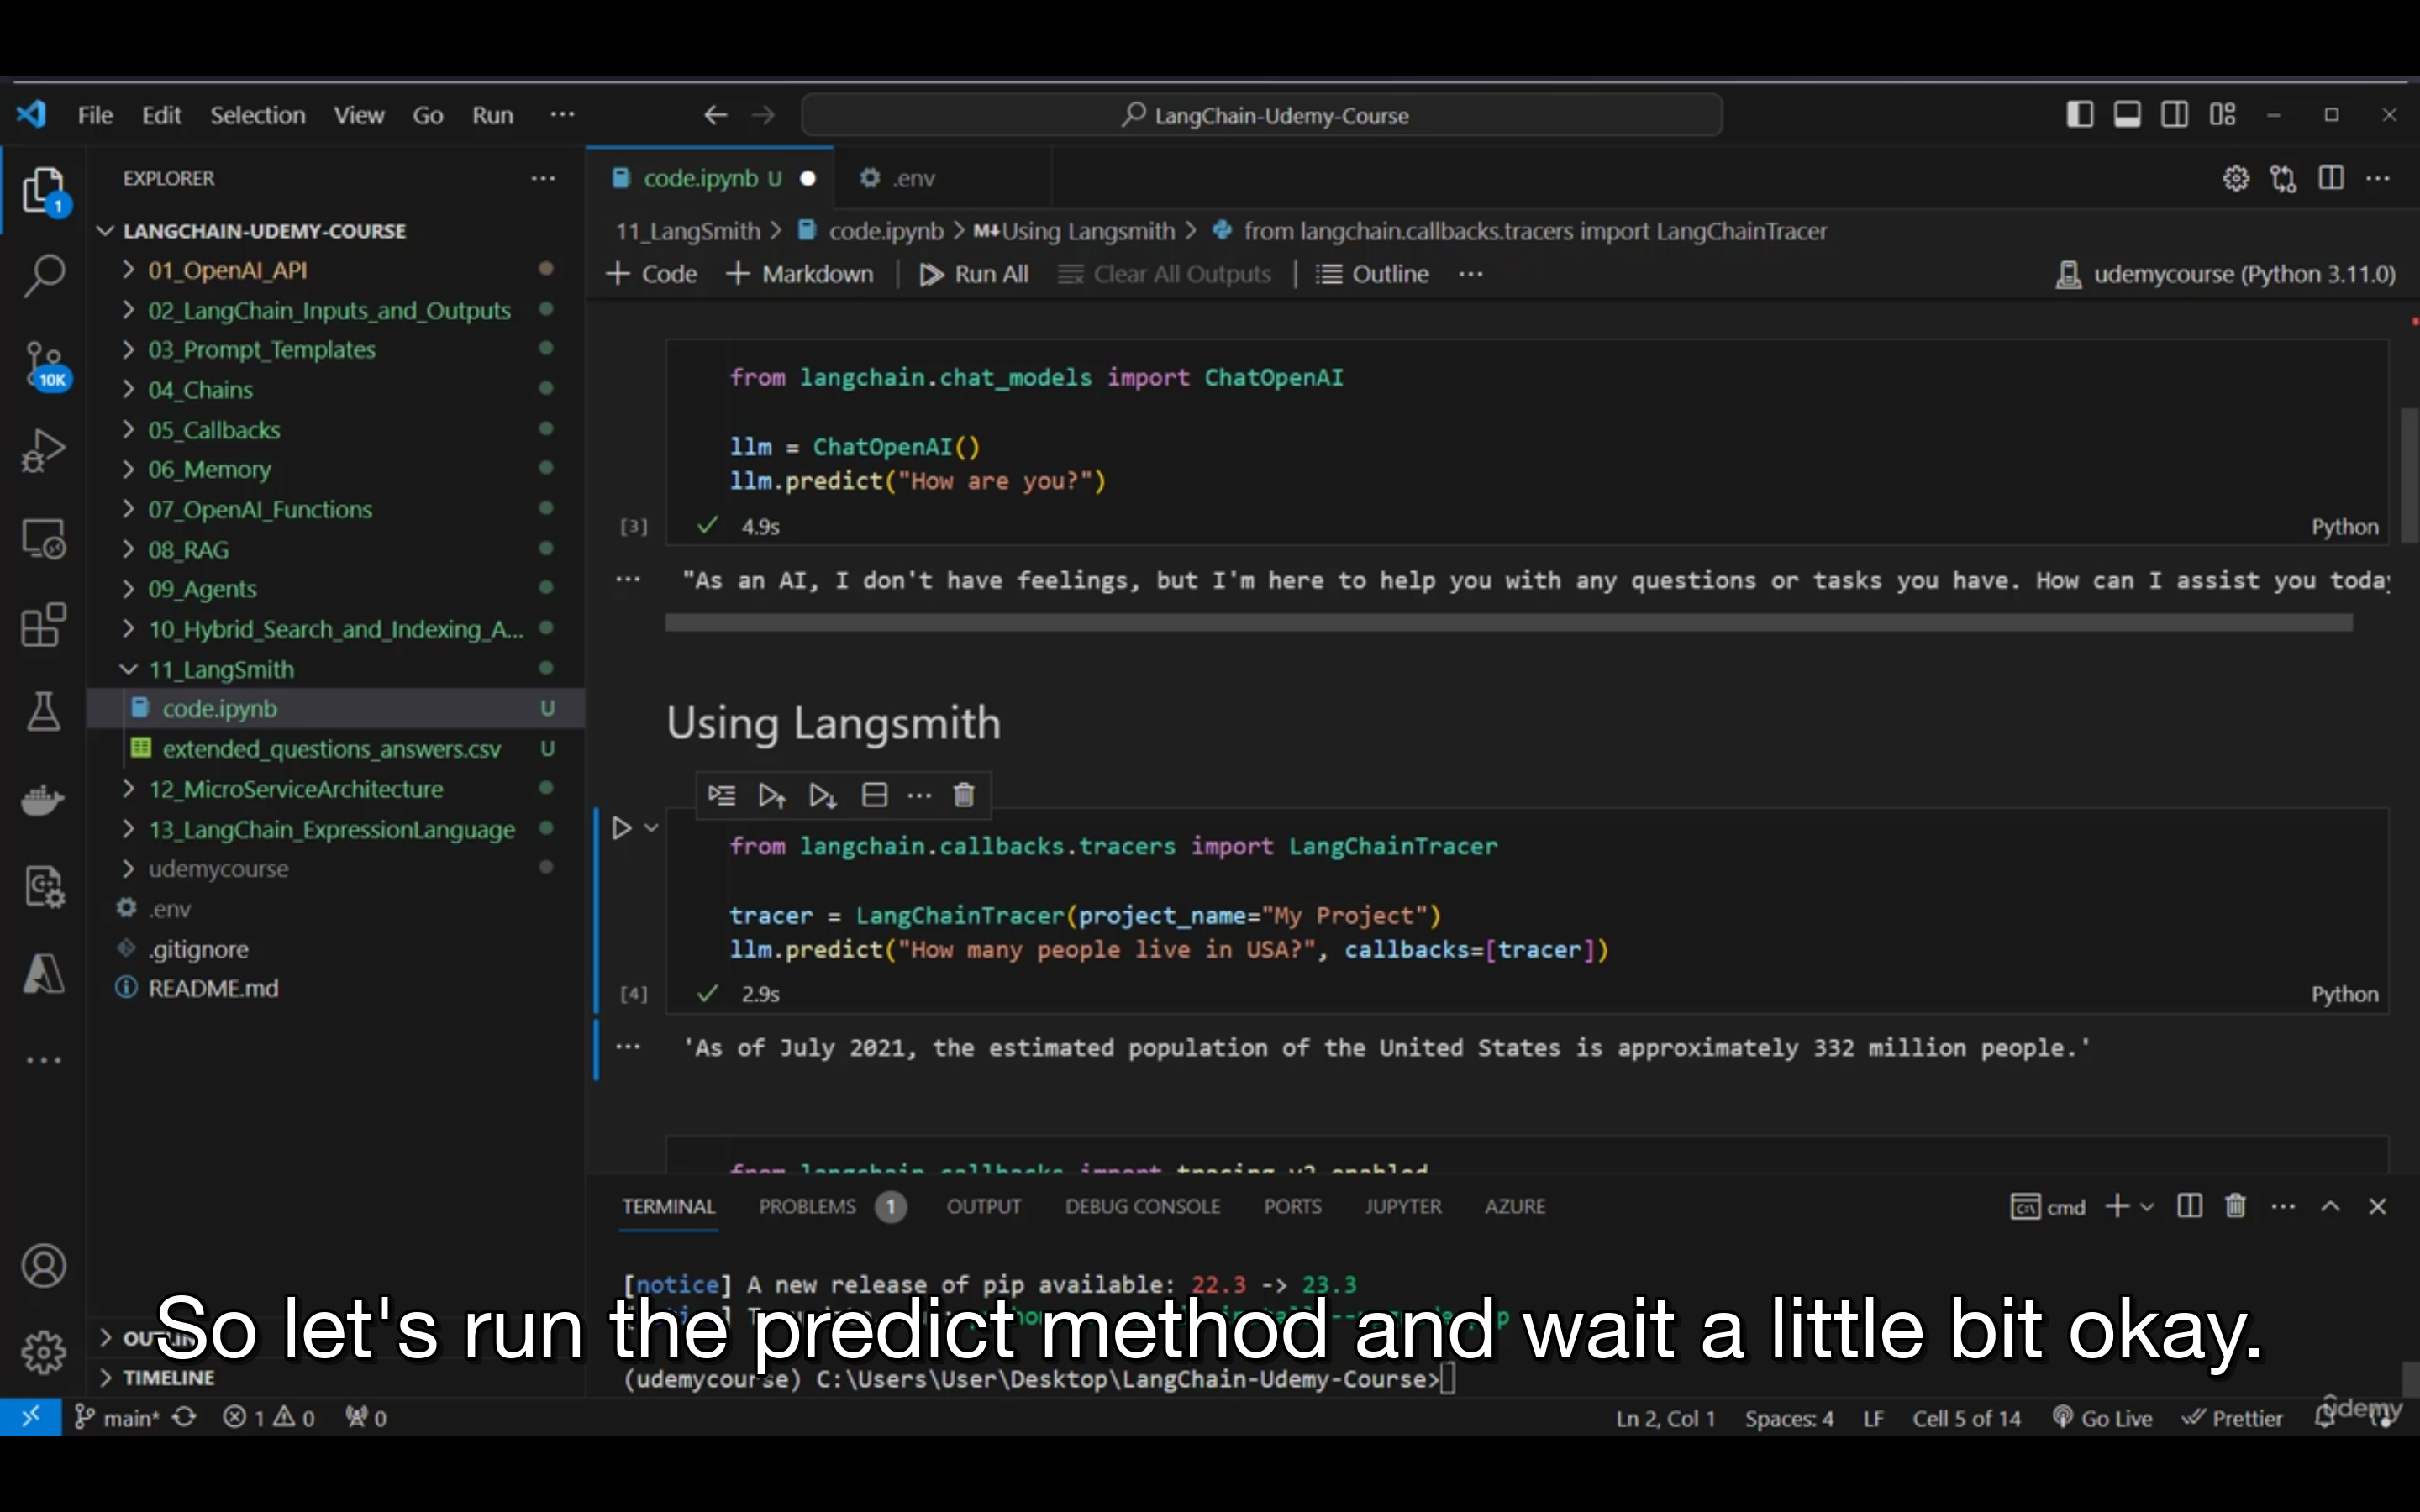 File Edit Selection View Go Run ··· LangChain-Udemy-Course
EXPLORER
1
LANGCHAIN-UDEMY-COURSE
01_OpenAI_API
02_LangChain_Inputs_and_Outputs
03_Prompt_Templates
10K
04_Chains
05_Callbacks
06_Memory
07_OpenAI_Functions
08_RAG
09_Agents
10_Hybrid_Search_and_Indexing_A...
11_LangSmith
code.ipynb U
extended_questions_answers.csv U
12_MicroServiceArchitecture
13_LangChain_ExpressionLanguage
udemycourse
.env
.gitignore
README.md
OUTLIN
TIMELINE
code.ipynb U .env
11_LangSmith > code.ipynb > M↓Using Langsmith > from langchain.callbacks.tracers import LangChainTracer
+ Code + Markdown | Run All Clear All Outputs | Outline ··· udemycourse (Python 3.11.0)
from langchain.chat_models import ChatOpenAI
llm = ChatOpenAI()
llm.predict("How are you?")
[3] ✓ 4.9s Python
··· "As an AI, I don't have feelings, but I'm here to help you with any questions or tasks you have. How can I assist you today
Using Langsmith
from langchain.callbacks.tracers import LangChainTracer
tracer = LangChainTracer(project_name="My Project")
llm.predict("How many people live in USA?", callbacks=[tracer])
[4] ✓ 2.9s Python
··· 'As of July 2021, the estimated population of the United States is approximately 332 million people.'
from langchain.callbacks import tracing_v2_enabled
TERMINAL PROBLEMS 1 OUTPUT DEBUG CONSOLE PORTS JUPYTER AZURE cmd
[notice] A new release of pip available: 22.3 -> 23.3
So let's run the predict method and wait a little bit okay.
(udemycourse) C:\Users\User\Desktop\LangChain-Udemy-Course>
main* 1 0 0 Ln 2, Col 1 Spaces: 4 LF Cell 5 of 14 Go Live Prettier
udemy